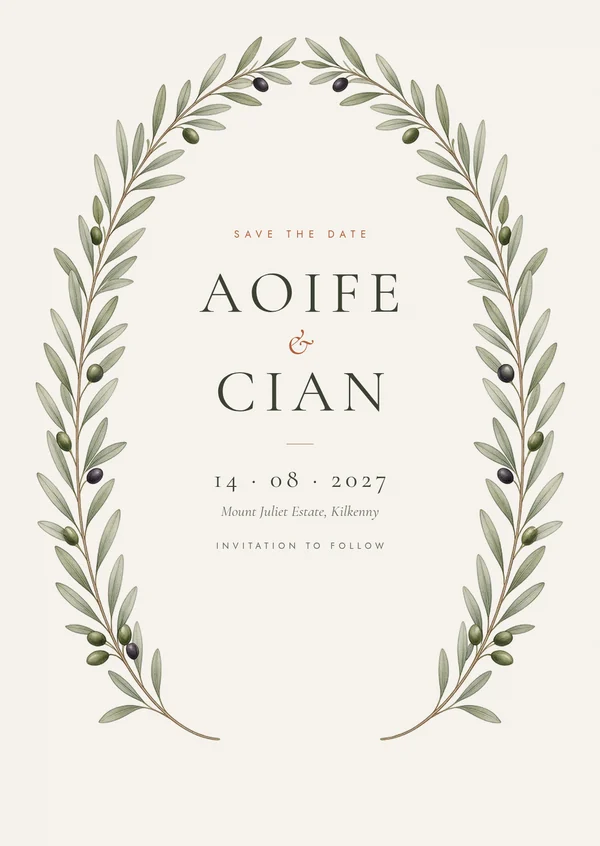 SAVE THE DATE
AOIFE
&
CIAN
14 · 08 · 2027
Mount Juliet Estate, Kilkenny
INVITATION TO FOLLOW